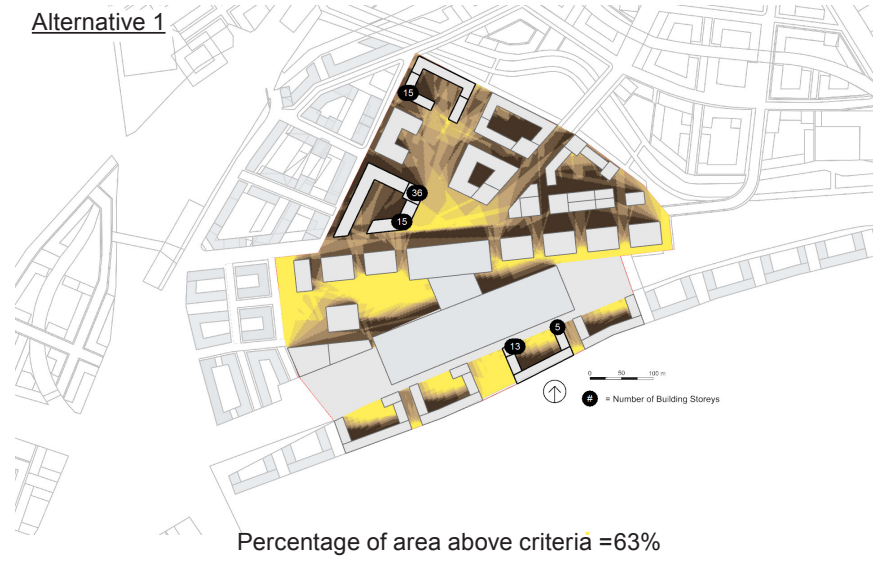 Alternative 1
15
36
15
5
13
0 50 100 m
# = Number of Building Storeys
Percentage of area above criteria =63%